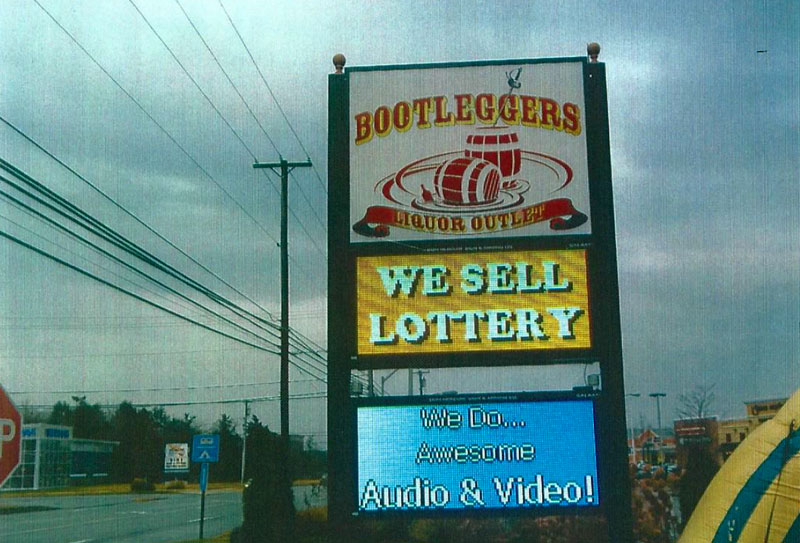 BOOTLEGGERS
LIQUOR OUTLET
WE SELL
LOTTERY
We Do...
Awesome
Audio & Video!
P